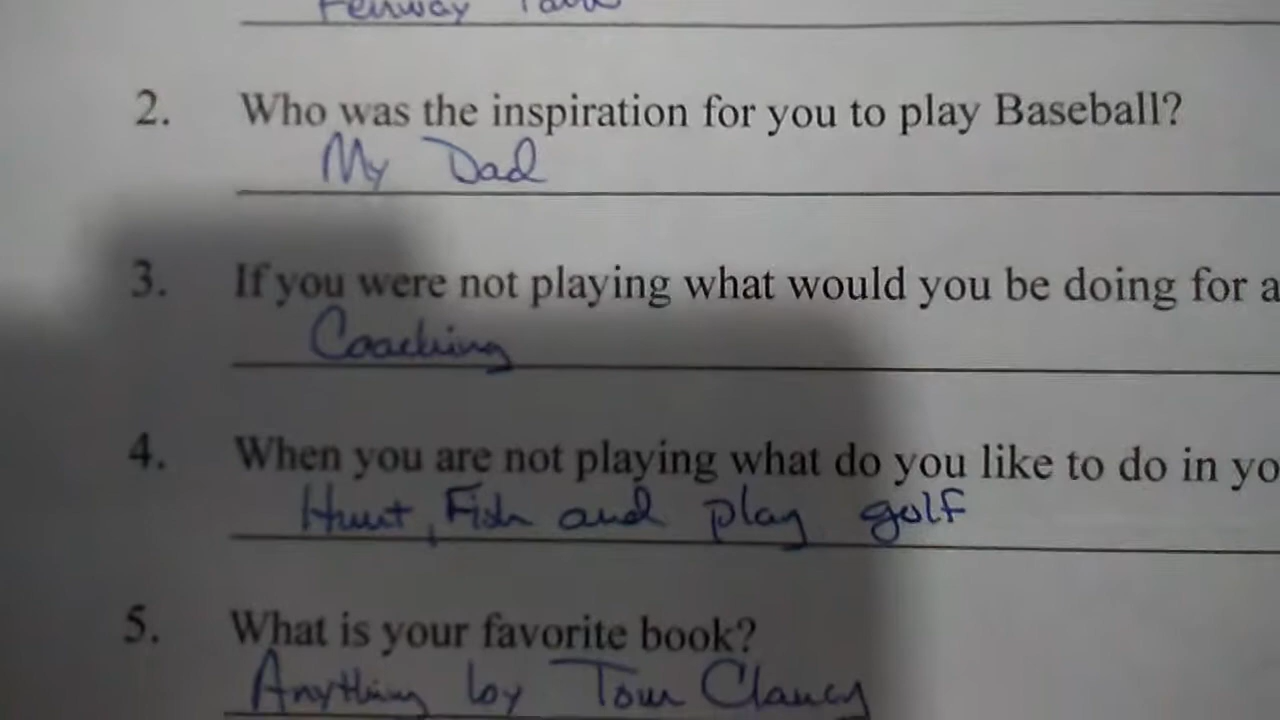 Fenway Park
2. Who was the inspiration for you to play Baseball?
My Dad
3. If you were not playing what would you be doing for a
Coaching
4. When you are not playing what do you like to do in yo
Hunt, Fish and play golf
5. What is your favorite book?
Anything by Tom Clancy